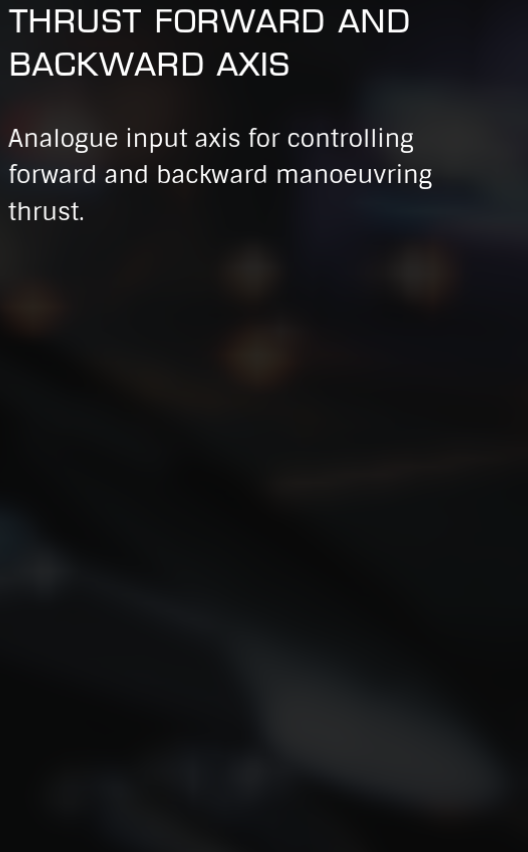 THRUST FORWARD AND
BACKWARD AXIS
Analogue input axis for controlling
forward and backward manoeuvring
thrust.